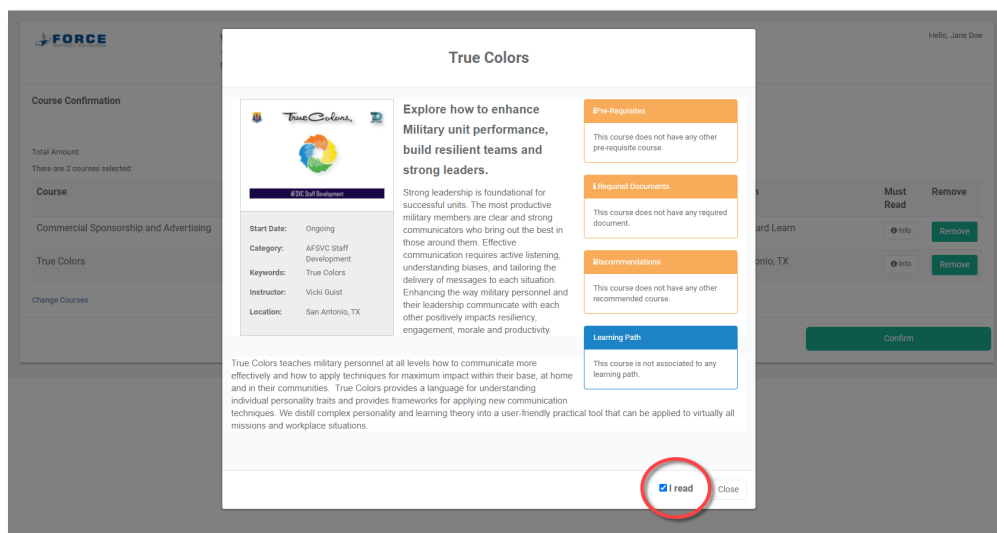 FORCE
Hello, Jane Doe
Course Confirmation
Total Amount:
There are 2 courses selected:
Course
Must
Read
Remove
Commercial Sponsorship and Advertising
ard Learn
Info
Remove
True Colors
onio, TX
Info
Remove
Change Courses
Confirm
True Colors
True Colors,
AFSVC Staff Development
Start Date: Ongoing
Category: AFSVC Staff
Development
Keywords: True Colors
Instructor: Vicki Guist
Location: San Antonio, TX
Explore how to enhance
Military unit performance,
build resilient teams and
strong leaders.
Strong leadership is foundational for
successful units. The most productive
military members are clear and strong
communicators who bring out the best in
those around them. Effective
communication requires active listening,
understanding biases, and tailoring the
delivery of messages to each situation.
Enhancing the way military personnel and
their leadership communicate with each
other positively impacts resiliency,
engagement, morale and productivity.
Pre-Requisites
This course does not have any other
pre-requisite course.
Required Documents
This course does not have any required
document.
Recommendations
This course does not have any other
recommended course.
Learning Path
This course is not associated to any
learning path.
True Colors teaches military personnel at all levels how to communicate more
effectively and how to apply techniques for maximum impact within their base, at home
and in their communities. True Colors provides a language for understanding
individual personality traits and provides frameworks for applying new communication
techniques. We distill complex personality and learning theory into a user-friendly practical tool that can be applied to virtually all
missions and workplace situations.
I read
Close